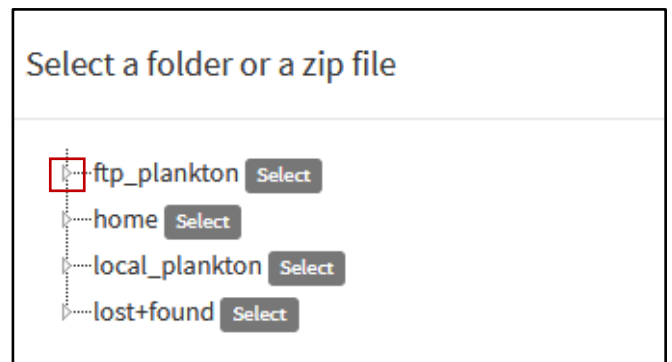 Select a folder or a zip file
ftp_plankton Select
home Select
local_plankton Select
lost+found Select